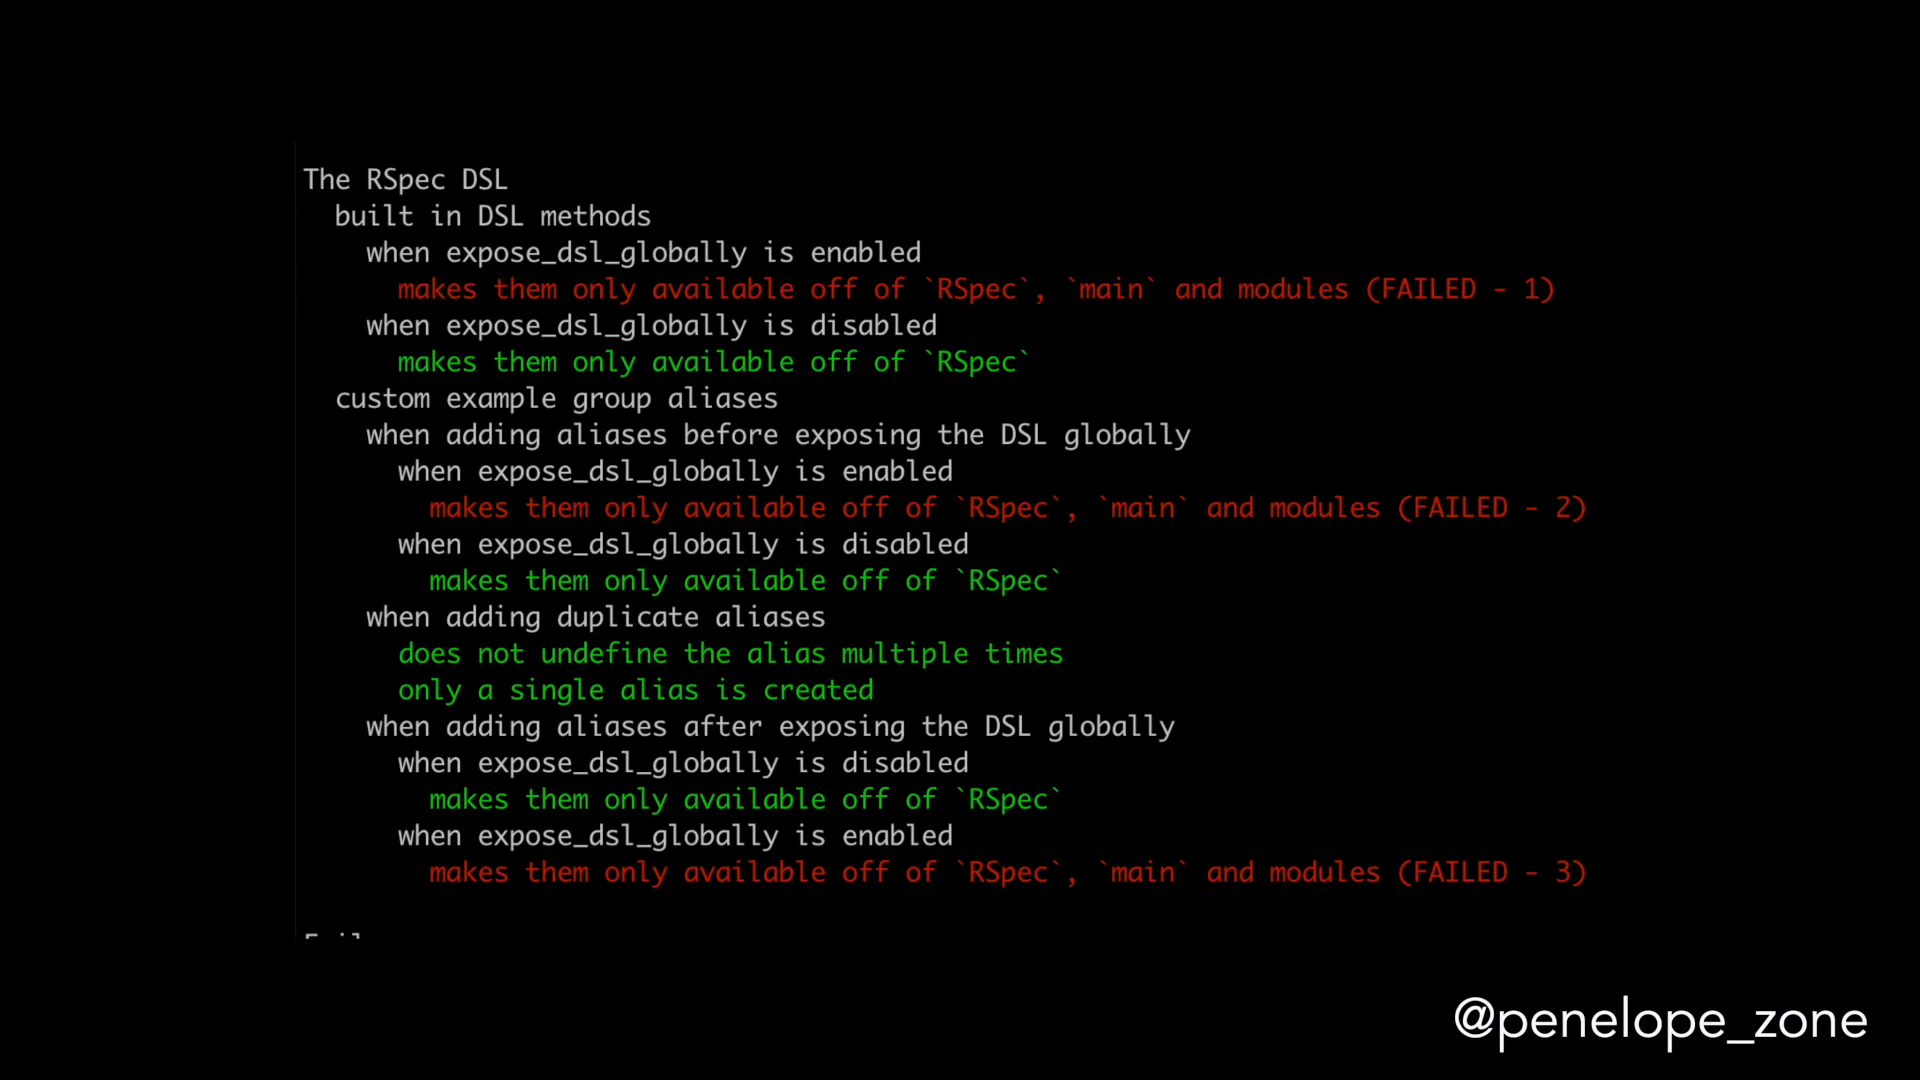 The RSpec DSL
built in DSL methods
when expose_dsl_globally is enabled
makes them only available off of `RSpec`, `main` and modules (FAILED - 1)
when expose_dsl_globally is disabled
makes them only available off of `RSpec`
custom example group aliases
when adding aliases before exposing the DSL globally
when expose_dsl_globally is enabled
makes them only available off of `RSpec`, `main` and modules (FAILED - 2)
when expose_dsl_globally is disabled
makes them only available off of `RSpec`
when adding duplicate aliases
does not undefine the alias multiple times
only a single alias is created
when adding aliases after exposing the DSL globally
when expose_dsl_globally is disabled
makes them only available off of `RSpec`
when expose_dsl_globally is enabled
makes them only available off of `RSpec`, `main` and modules (FAILED - 3)
@penelope_zone